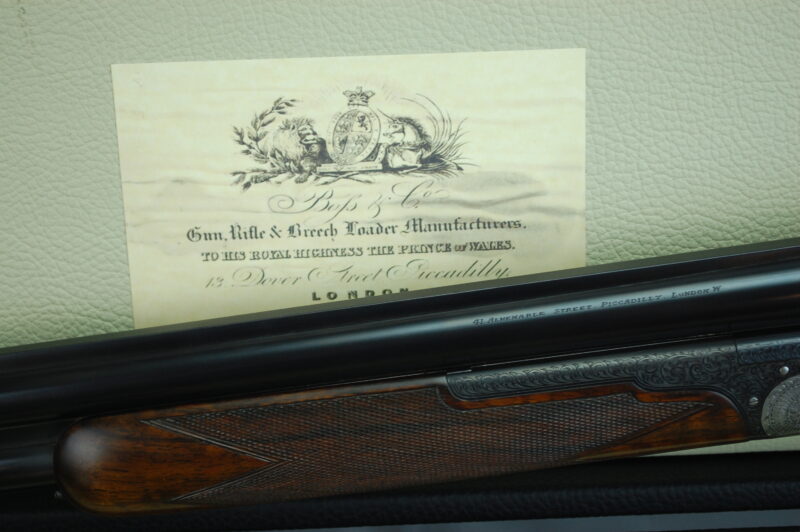 Boſs & Co.
Gun, Rifle & Breech Loader Manufacturers.
TO HIS ROYAL HIGHNESS THE PRINCE OF WALES.
13, Dover Street Piccadilly,
LONDON
41, ALBEMARLE STREET, PICCADILLY, LONDON W